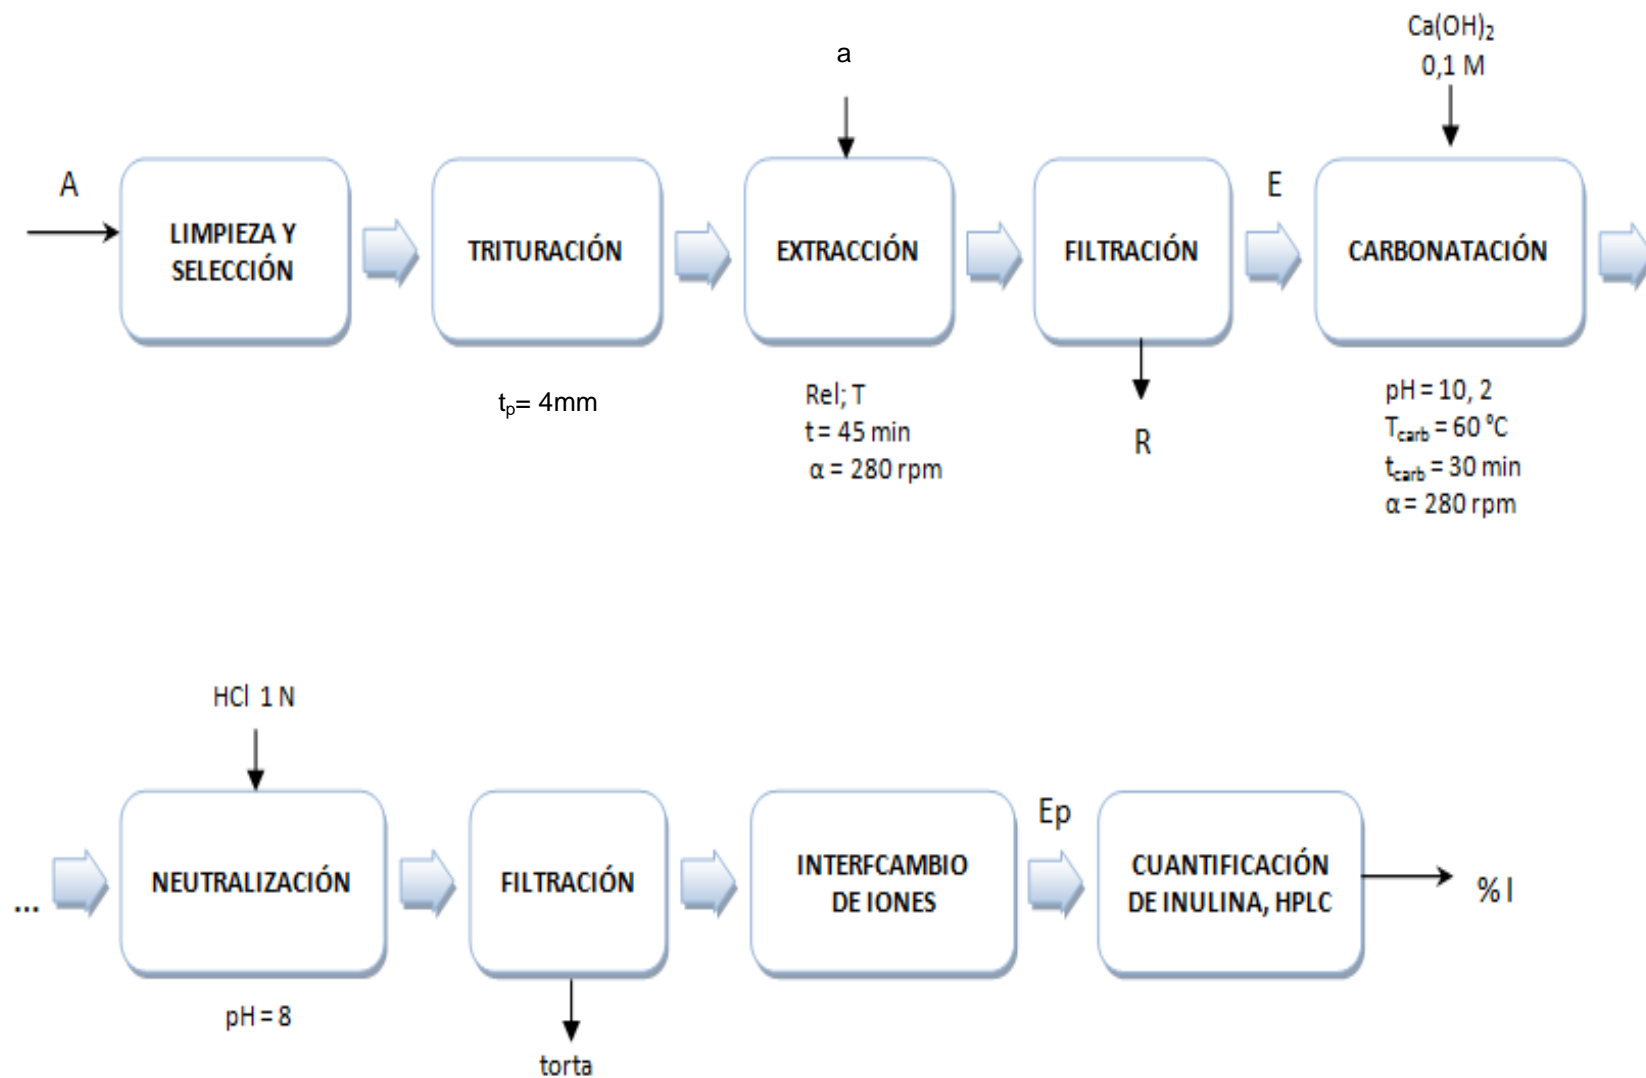 a
Ca(OH)₂
0,1 M
A
LIMPIEZA Y
SELECCIÓN
TRITURACIÓN
EXTRACCIÓN
FILTRACIÓN
E
CARBONATACIÓN
tₚ= 4mm
Rel; T
t = 45 min
α = 280 rpm
R
pH = 10, 2
Tcarb = 60 ºC
tcarb = 30 min
α = 280 rpm
HCl 1 N
...
NEUTRALIZACIÓN
FILTRACIÓN
INTERFCAMBIO
DE IONES
Ep
CUANTIFICACIÓN
DE INULINA, HPLC
% I
pH = 8
torta